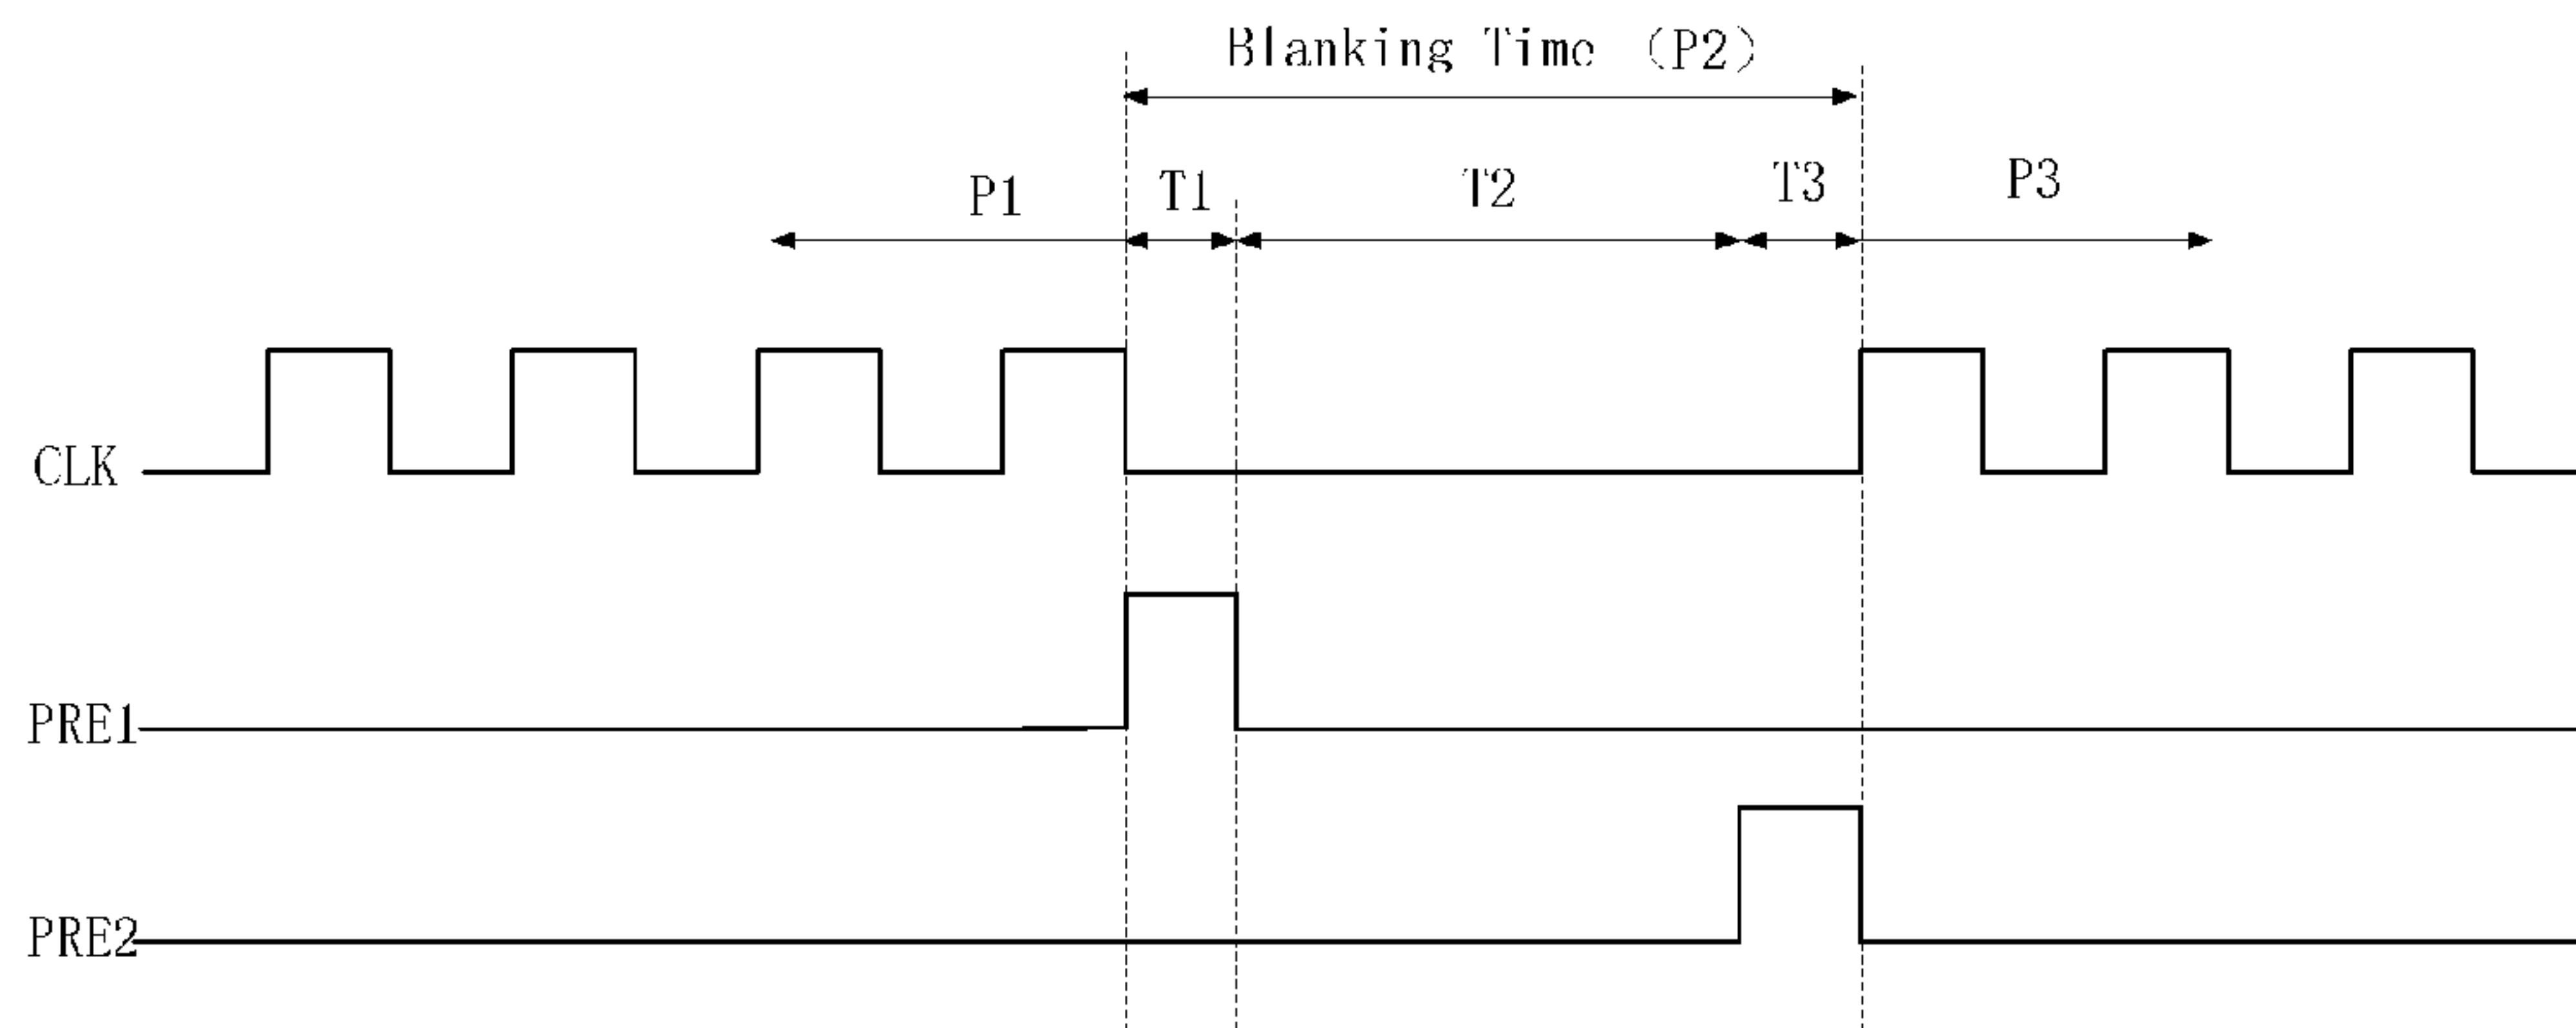 Blanking Time （P2）
P1 T1 T2 T3 P3
CLK
PRE1
PRE2